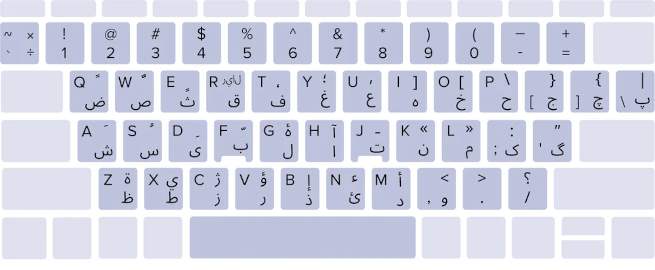 ~ × ! @ # $ % ^ & * ) ( — +
` ÷ 1 2 3 4 5 6 7 8 9 0 - =
Q ً W ٌ E ٍ R ریال T ، Y ؛ U , I ] O [ P \ } { |
ض ص ث ق ف غ ع ه خ ح [ ج ] چ \ پ
A َ S ُ D ِ F ّ G ۀ H آ J ـ K « L » : "
ش س ی ب ل ا ت ن م ; ک ' گ
Z ة X ي C ژ V ؤ B إ N ء M أ < > ؟
ظ ط ز ر ذ ئ د , و . /